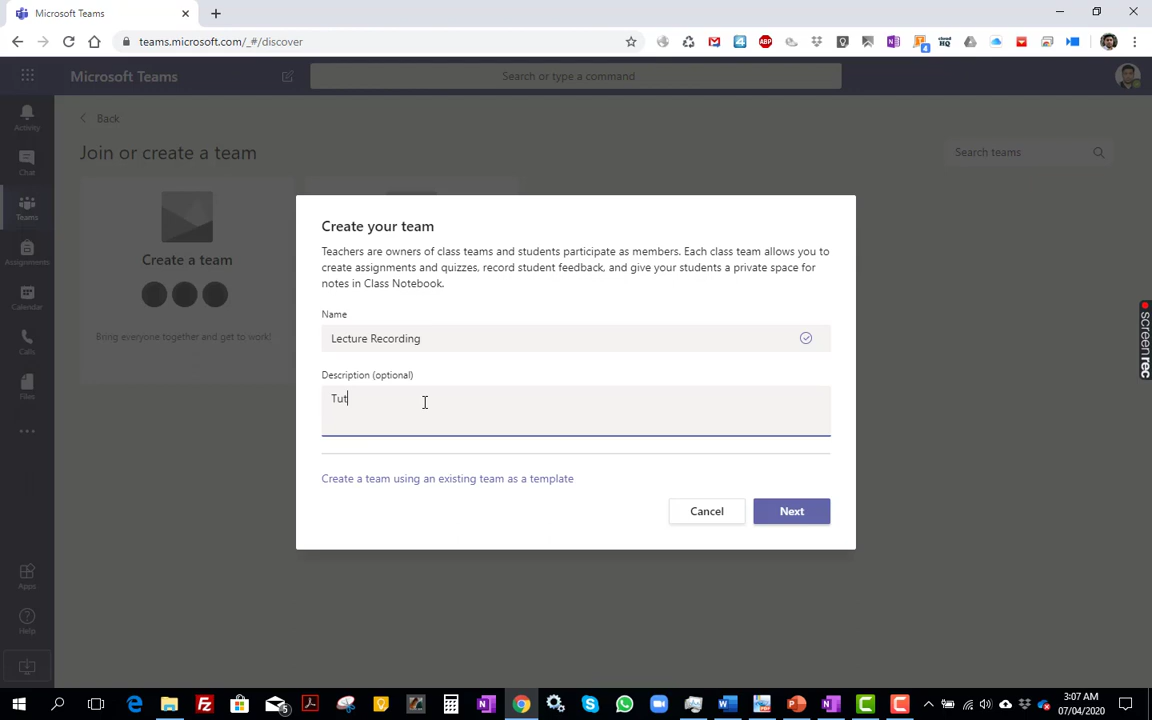 Microsoft Teams
teams.microsoft.com/_#/discover
Microsoft Teams
Search or type a command
Activity
Chat
Teams
Assignments
Calendar
Calls
Files
Apps
Help
Back
Join or create a team
Search teams
Create a team
Bring everyone together and get to work!
Create your team
Teachers are owners of class teams and students participate as members. Each class team allows you to
create assignments and quizzes, record student feedback, and give your students a private space for
notes in Class Notebook.
Name
Lecture Recording
Description (optional)
Tut
Create a team using an existing team as a template
Cancel
Next
screenrec
3:07 AM
07/04/2020